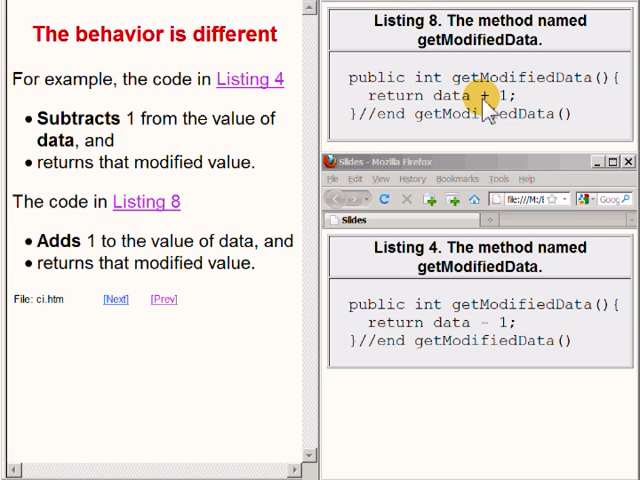 The behavior is different
For example, the code in Listing 4
• Subtracts 1 from the value of
data, and
• returns that modified value.
The code in Listing 8
• Adds 1 to the value of data, and
• returns that modified value.
File: ci.htm [Next] [Prev]
Listing 8. The method named
getModifiedData.
public int getModifiedData(){
return data + 1;
}//end getModifiedData()
Slides - Mozilla Firefox
File Edit View History Bookmarks Tools Help
file:///M:/
Goog
Slides
Listing 4. The method named
getModifiedData.
public int getModifiedData(){
return data - 1;
}//end getModifiedData()